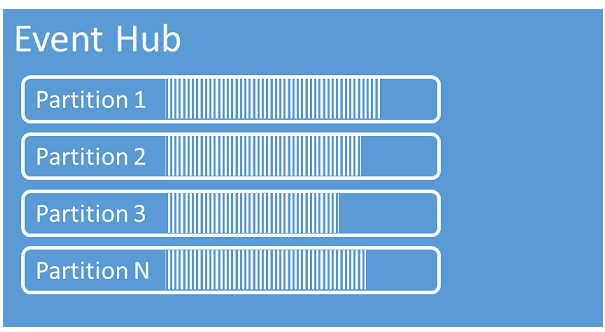 Event Hub
Partition 1
Partition 2
Partition 3
Partition N